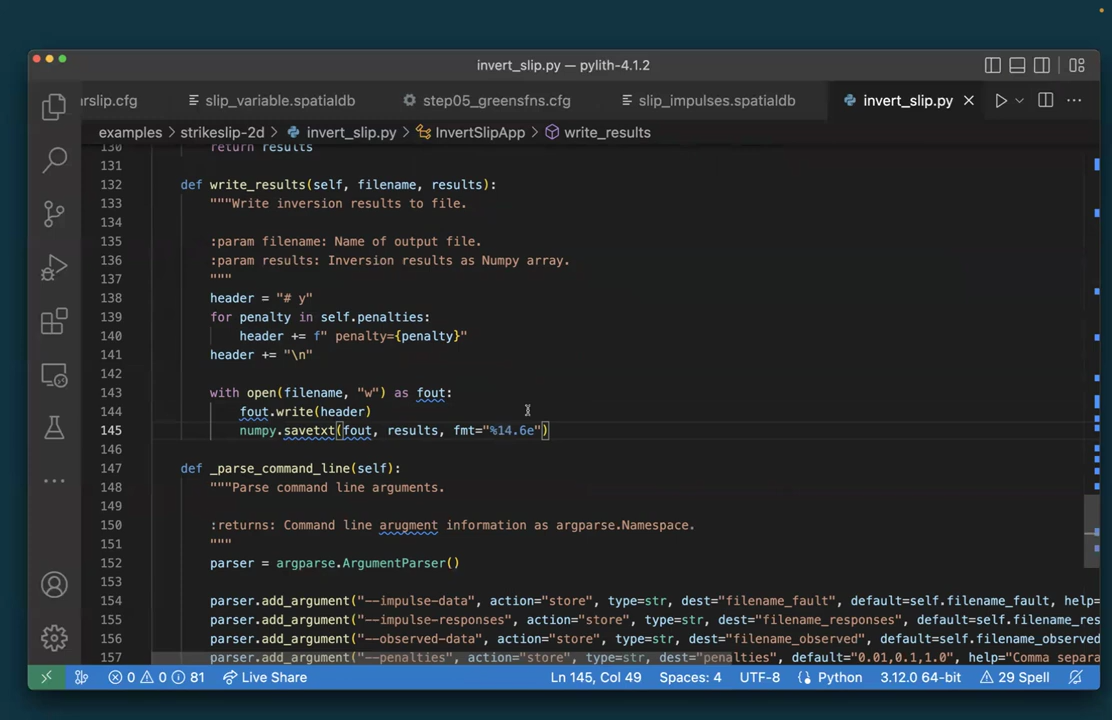 invert_slip.py — pylith-4.1.2
arslip.cfg slip_variable.spatialdb step05_greensfns.cfg slip_impulses.spatialdb invert_slip.py
examples > strikeslip-2d > invert_slip.py > InvertSlipApp > write_results
130 return results
131
132 def write_results(self, filename, results):
133 """Write inversion results to file.
134
135 :param filename: Name of output file.
136 :param results: Inversion results as Numpy array.
137 """
138 header = "# y"
139 for penalty in self.penalties:
140 header += f" penalty={penalty}"
141 header += "\n"
142
143 with open(filename, "w") as fout:
144 fout.write(header)
145 numpy.savetxt(fout, results, fmt="%14.6e")
146
147 def _parse_command_line(self):
148 """Parse command line arguments.
149
150 :returns: Command line arugment information as argparse.Namespace.
151 """
152 parser = argparse.ArgumentParser()
153
154 parser.add_argument("--impulse-data", action="store", type=str, dest="filename_fault", default=self.filename_fault, help=
155 parser.add_argument("--impulse-responses", action="store", type=str, dest="filename_responses", default=self.filename_res
156 parser.add_argument("--observed-data", action="store", type=str, dest="filename_observed", default=self.filename_observed
157 parser.add_argument("--penalties", action="store", type=str, dest="penalties", default="0.01,0.1,1.0", help="Comma separa
0 0 81 Live Share Ln 145, Col 49 Spaces: 4 UTF-8 Python 3.12.0 64-bit 29 Spell